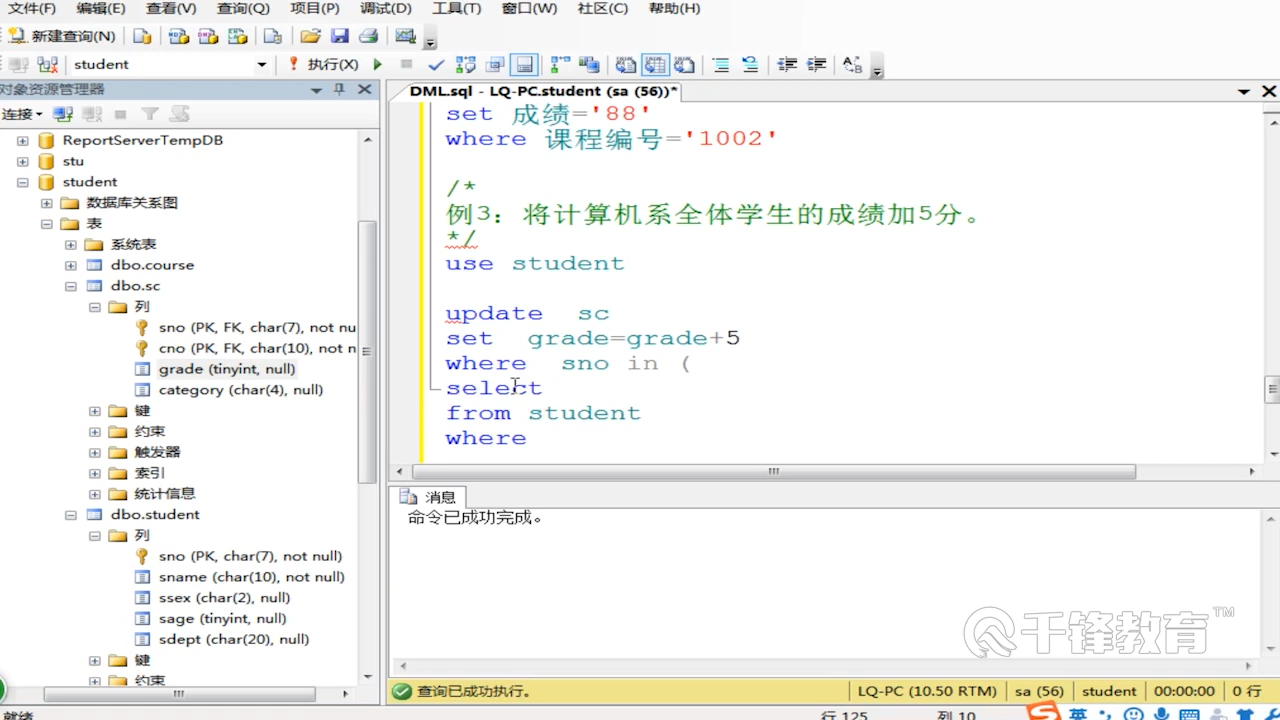 文件(F) 编辑(E) 查看(V) 查询(Q) 项目(P) 调试(D) 工具(T) 窗口(W) 社区(C) 帮助(H)
新建查询(N)
student 执行(X)
对象资源管理器
连接
ReportServerTempDB
stu
student
数据库关系图
表
系统表
dbo.course
dbo.sc
列
sno (PK, FK, char(7), not nu
cno (PK, FK, char(10), not n
grade (tinyint, null)
category (char(4), null)
键
约束
触发器
索引
统计信息
dbo.student
列
sno (PK, char(7), not null)
sname (char(10), not null)
ssex (char(2), null)
sage (tinyint, null)
sdept (char(20), null)
键
约束
DML.sql - LQ-PC.student (sa (56))*
set 成绩='88'
where 课程编号='1002'
/*
例3：将计算机系全体学生的成绩加5分。
*/
use student
update sc
set grade=grade+5
where sno in (
select
from student
where
消息
命令已成功完成。
千锋教育™
查询已成功执行。 LQ-PC (10.50 RTM) sa (56) student 00:00:00 0 行
就绪 行 125 列 10
英